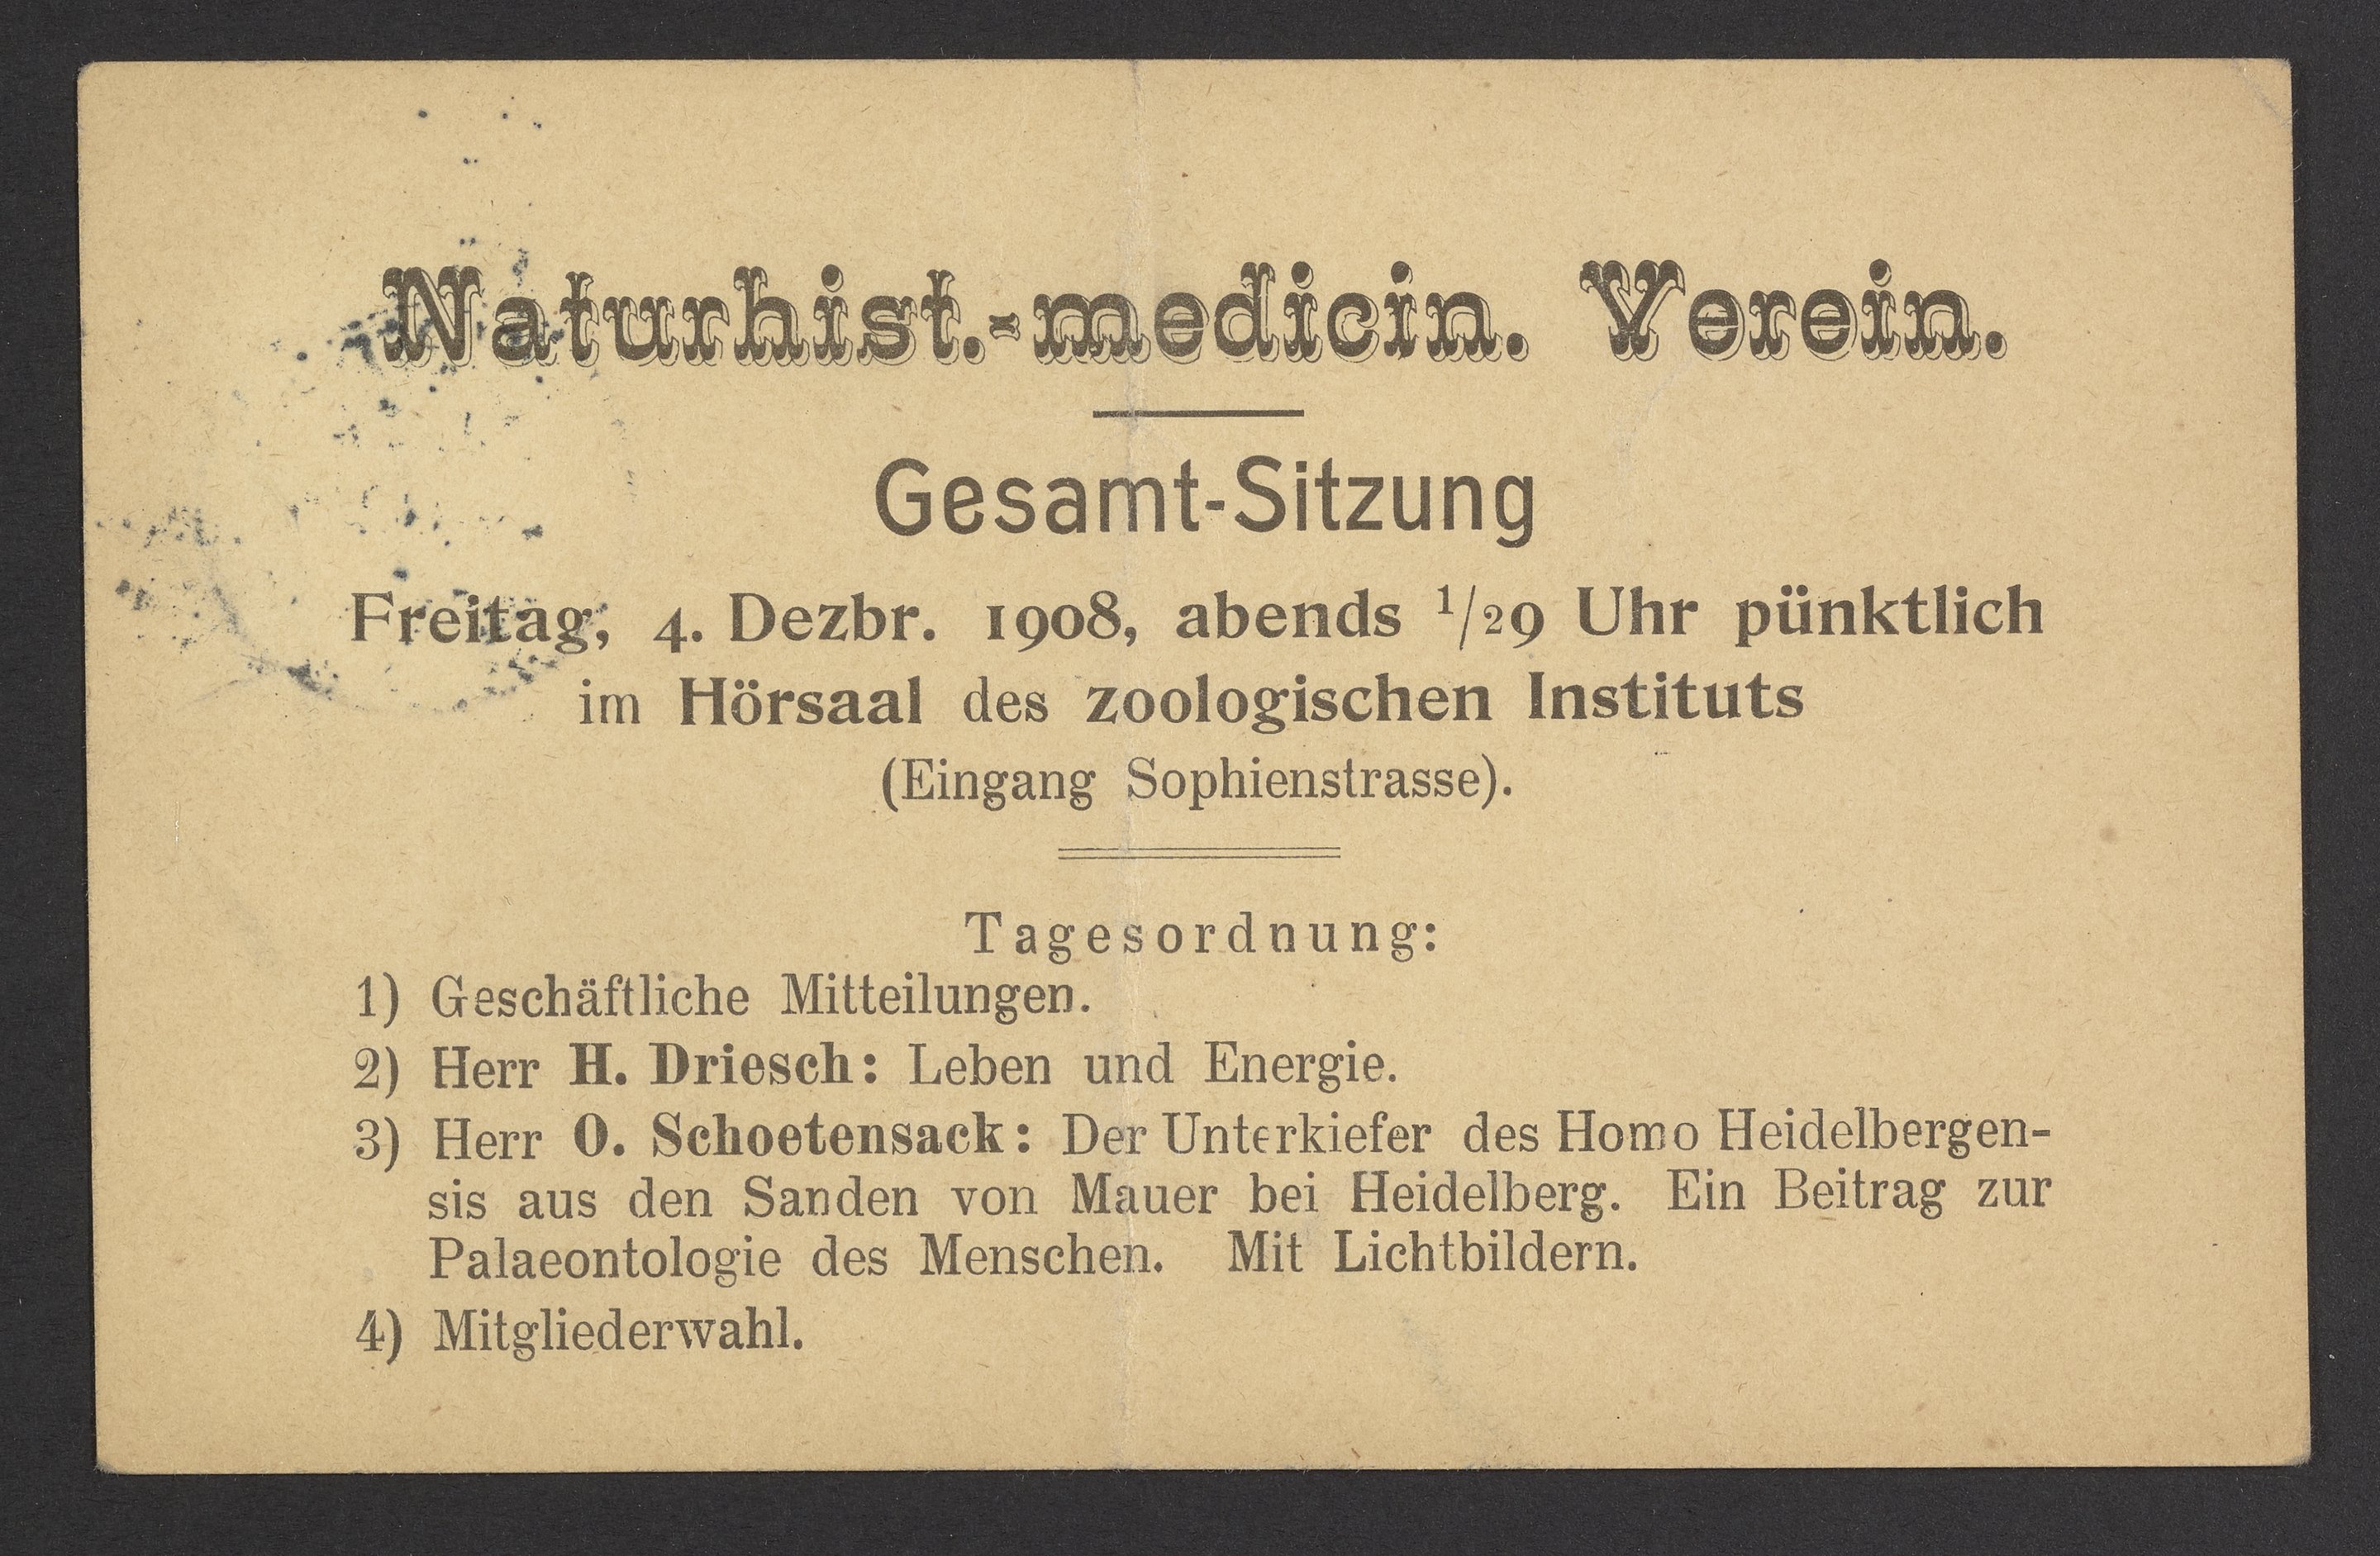 Naturhist.-medicin. Verein.
Gesamt-Sitzung
Freitag, 4. Dezbr. 1908, abends 1/29 Uhr pünktlich
im Hörsaal des zoologischen Instituts
(Eingang Sophienstrasse).
Tagesordnung:
1) Geschäftliche Mitteilungen.
2) Herr H. Driesch: Leben und Energie.
3) Herr O. Schoetensack: Der Unterkiefer des Homo Heidelbergen-
sis aus den Sanden von Mauer bei Heidelberg. Ein Beitrag zur
Palaeontologie des Menschen. Mit Lichtbildern.
4) Mitgliederwahl.